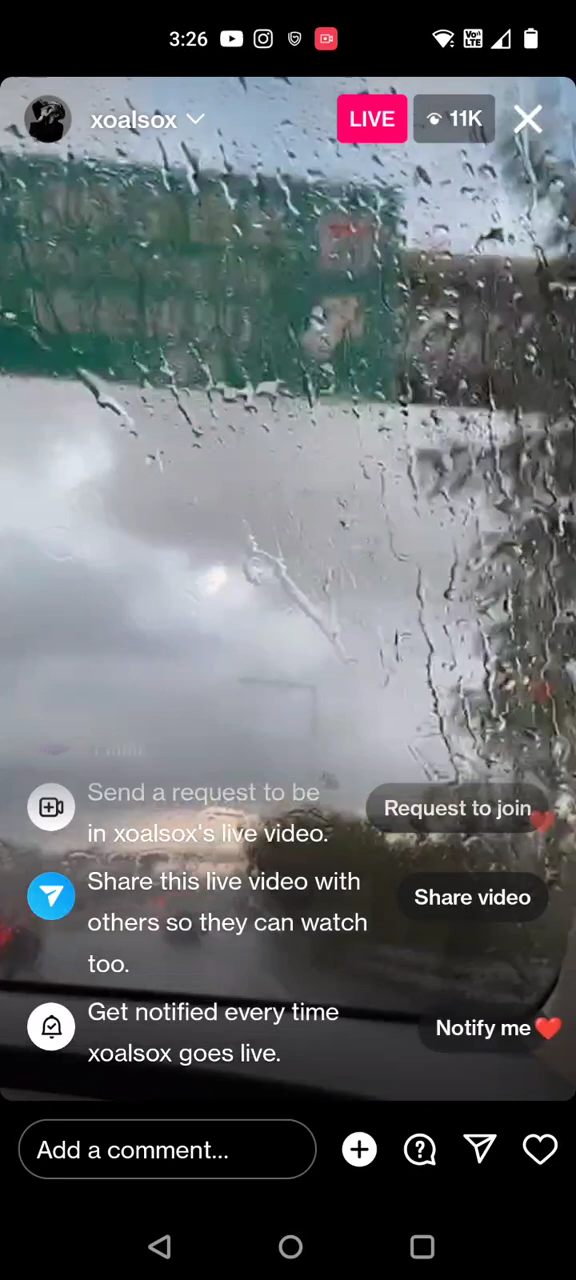 3:26
Vo
LTE
xoalsox
LIVE
11K
Send a request to be
in xoalsox's live video.
Request to join
Share this live video with
others so they can watch
too.
Share video
Get notified every time
xoalsox goes live.
Notify me
Add a comment...